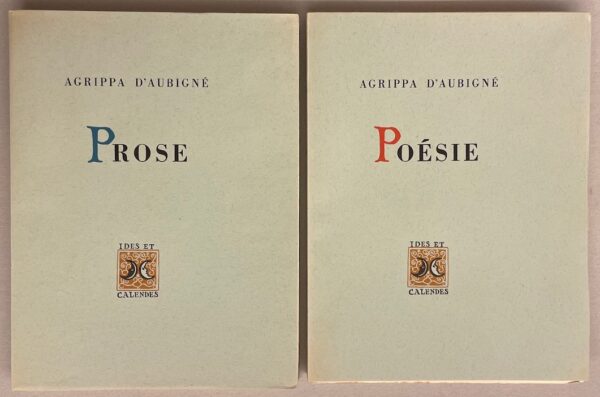 AGRIPPA D'AUBIGNÉ
PROSE
IDES ET
CALENDES
AGRIPPA D'AUBIGNÉ
POÉSIE
IDES ET
CALENDES